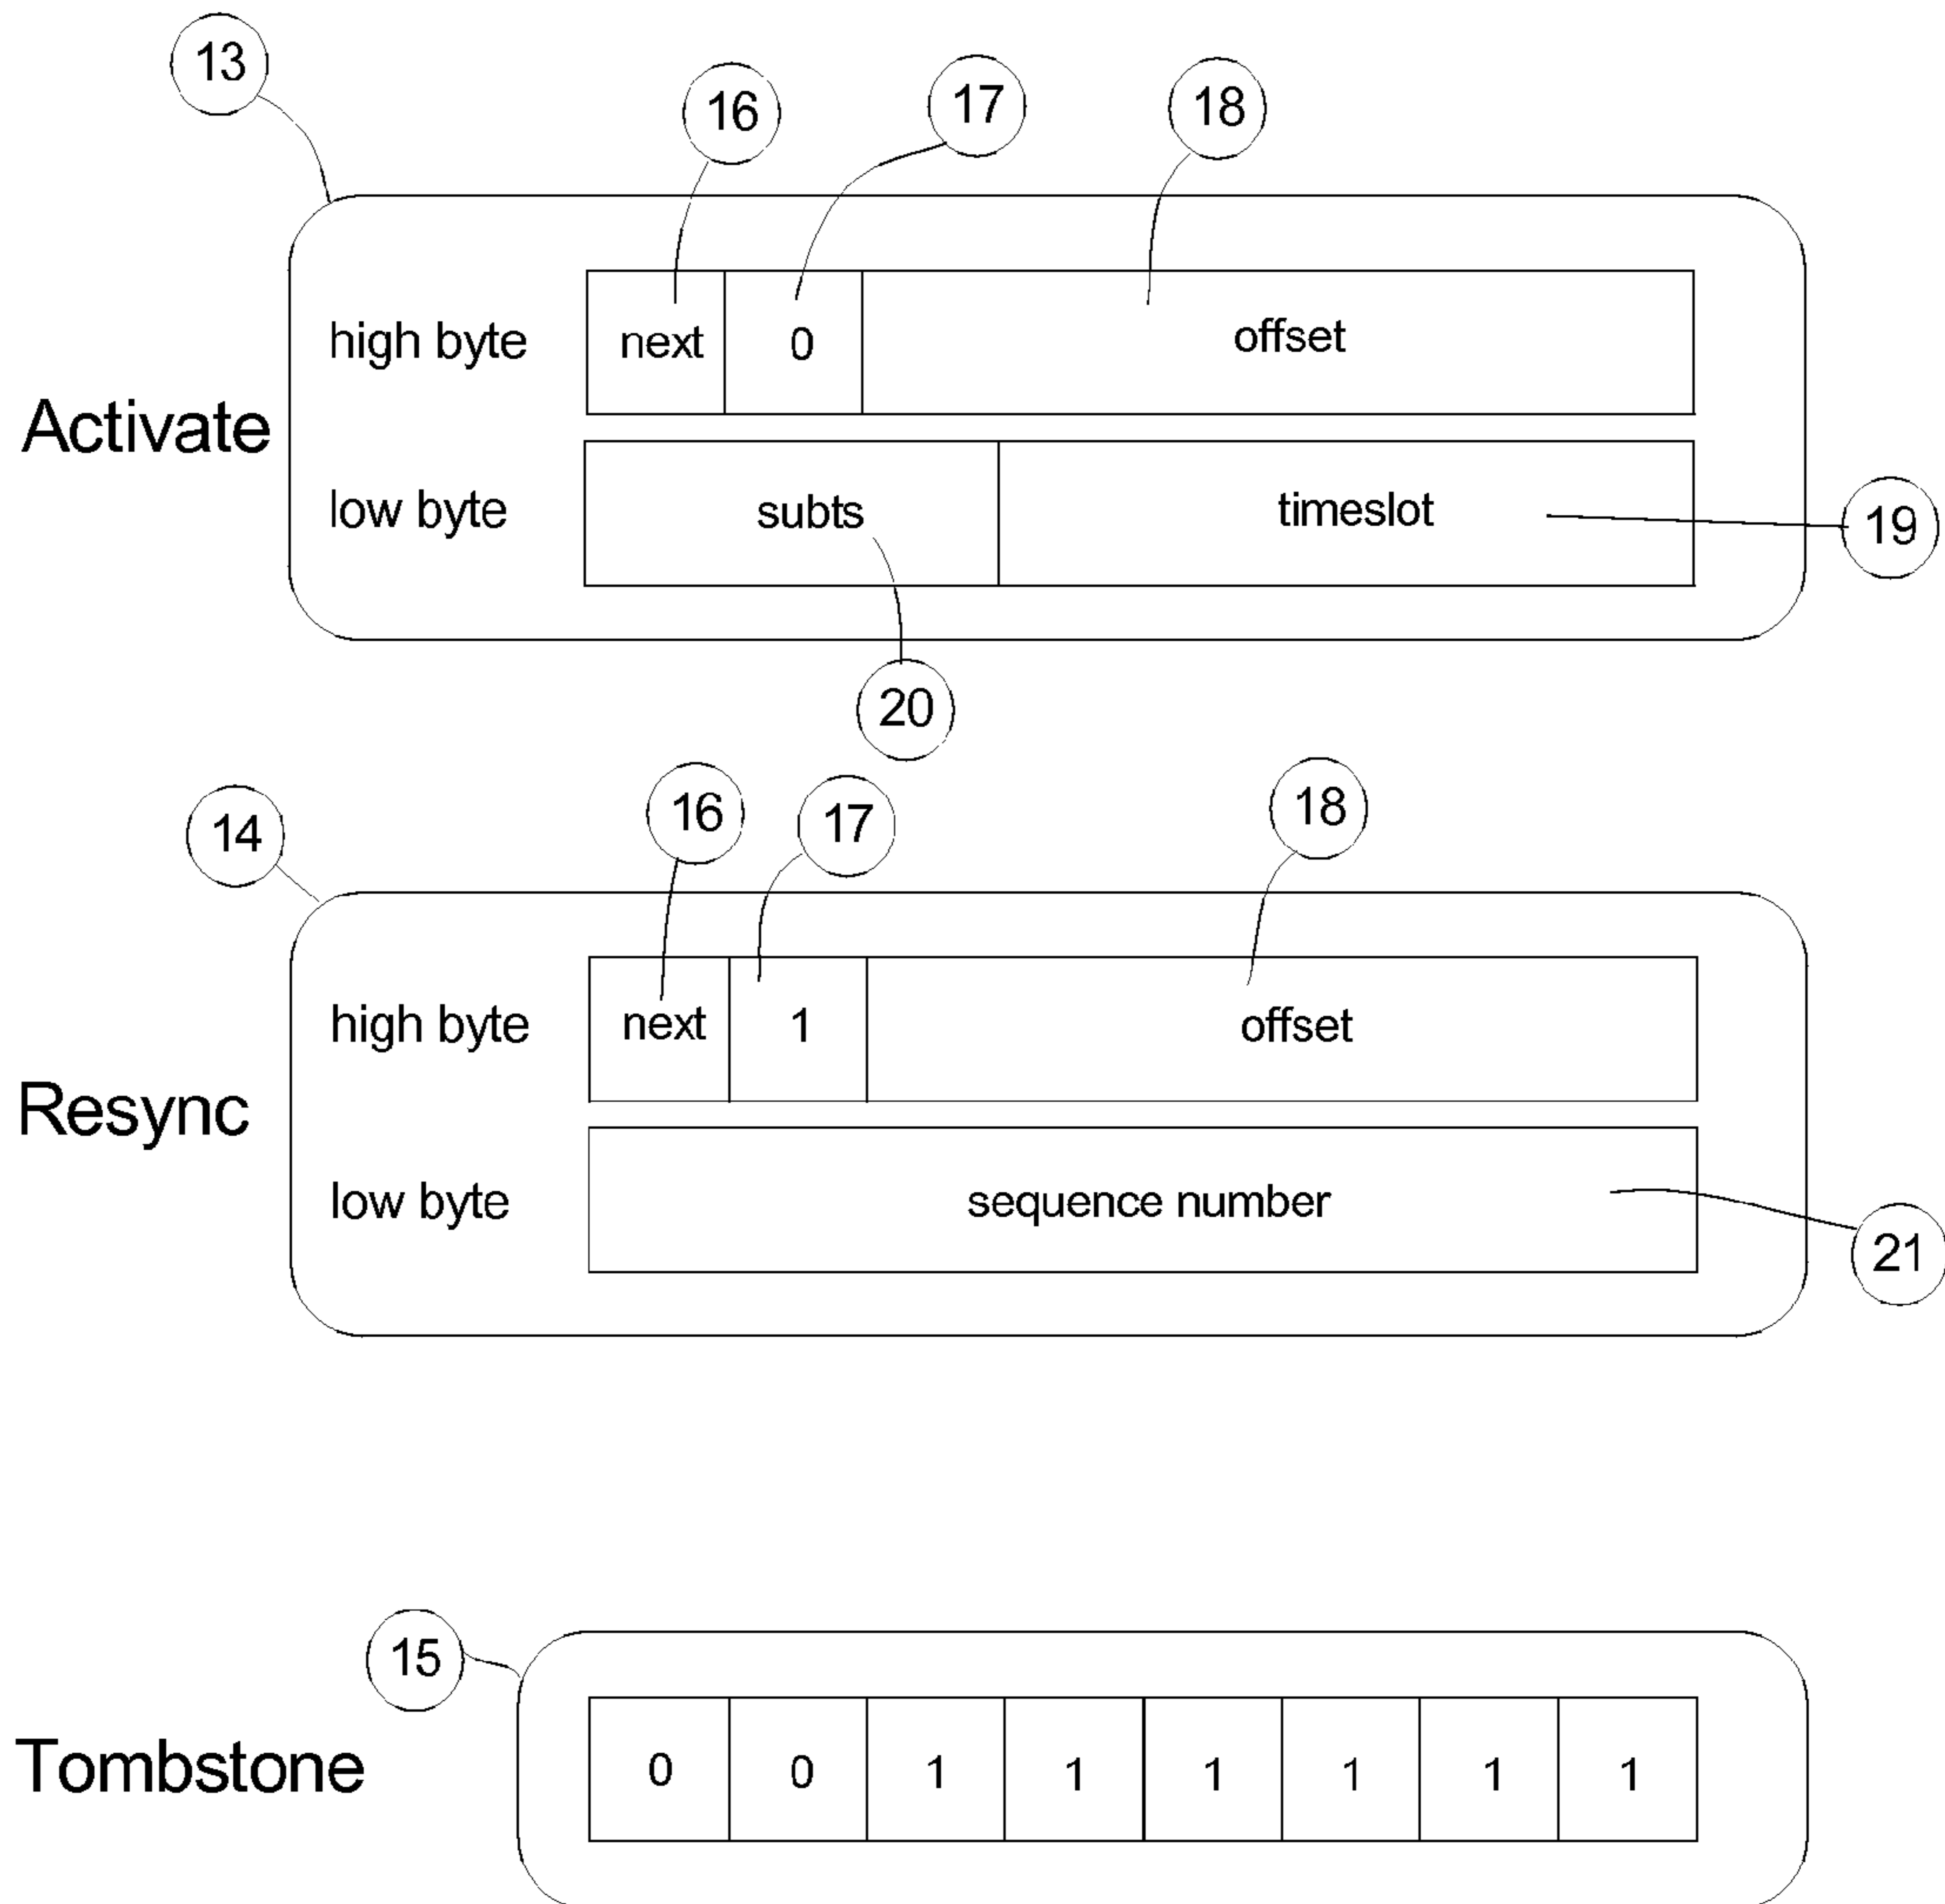 13
16
17
18
high byte
next
0
offset
Activate
low byte
subts
timeslot
19
20
14
16
17
18
high byte
next
1
offset
Resync
low byte
sequence number
21
15
Tombstone
0 0 1 1 1 1 1 1